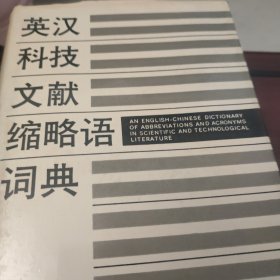 英汉
科技
文献
缩略语
词典
AN ENGLISH-CHINESE DICTIONARY
OF ABBREVIATIONS AND ACRONYMS
IN SCIENTIFIC AND TECHNOLOGICAL
LITERATURE